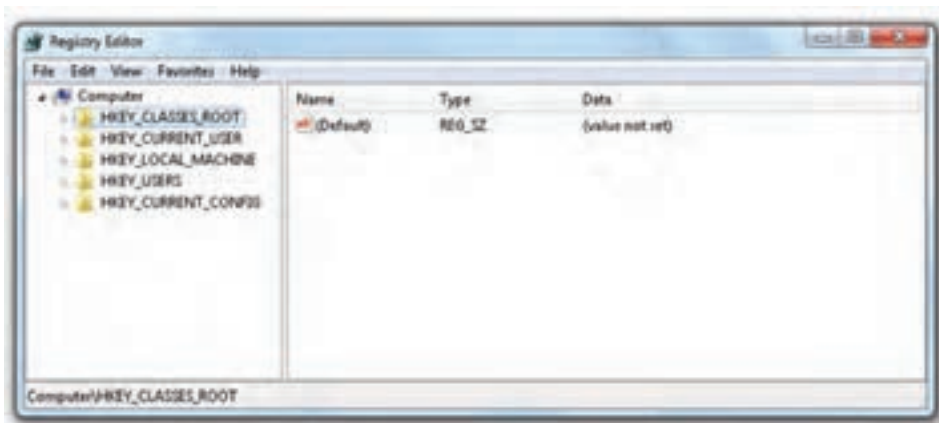 Registry Editor
File Edit View Favorites Help
Computer
HKEY_CLASSES_ROOT
HKEY_CURRENT_USER
HKEY_LOCAL_MACHINE
HKEY_USERS
HKEY_CURRENT_CONFIG
Name Type Data
(Default) REG_SZ (value not set)
Computer\HKEY_CLASSES_ROOT